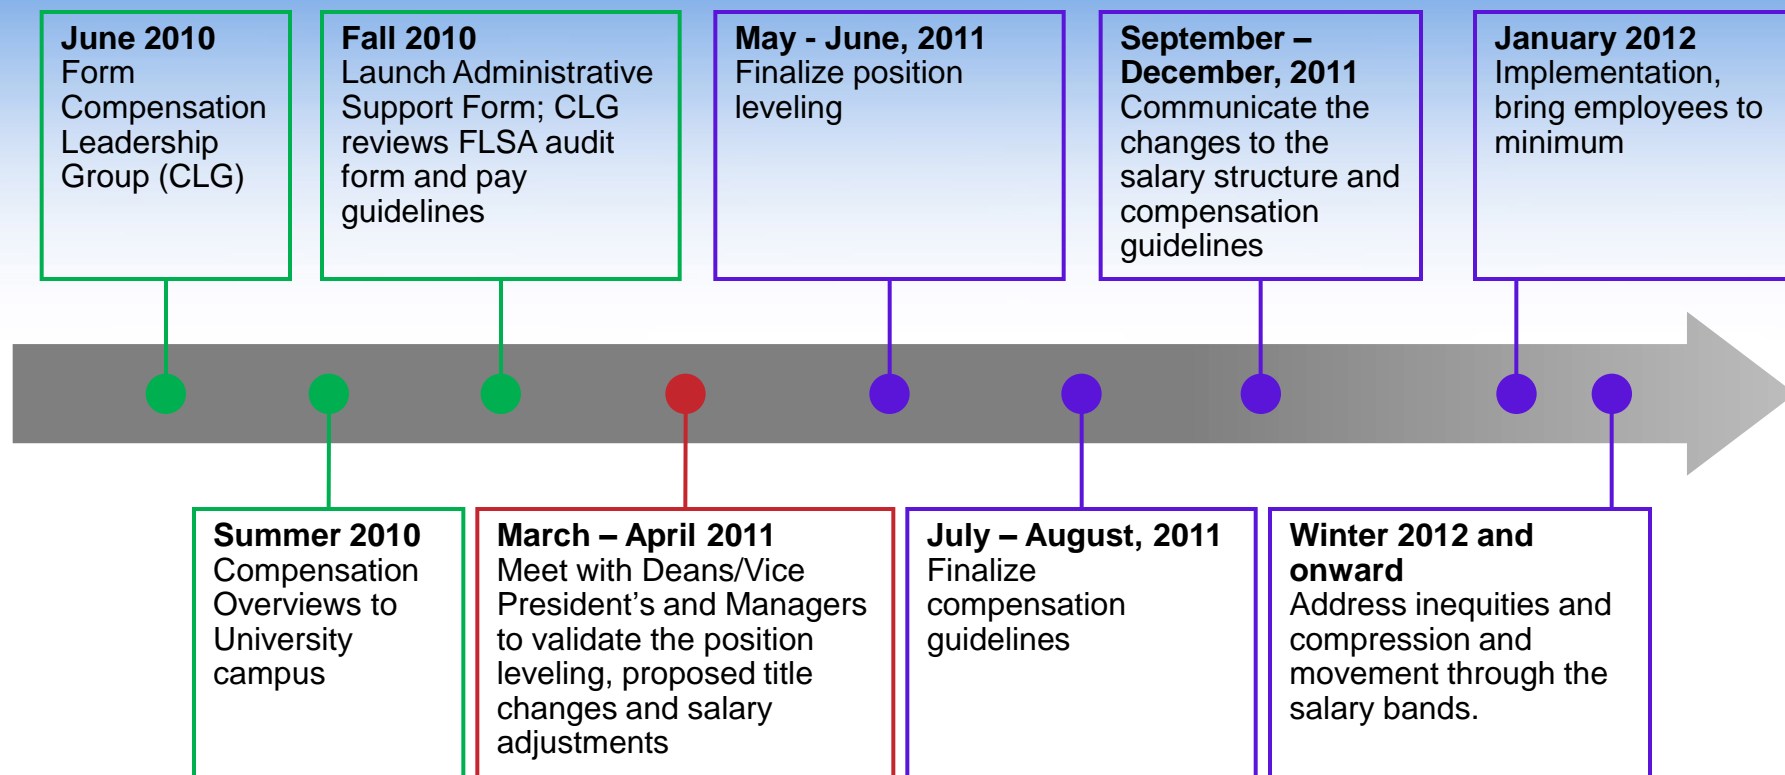 June 2010
Form
Compensation
Leadership
Group (CLG)
Fall 2010
Launch Administrative
Support Form; CLG
reviews FLSA audit
form and pay
guidelines
May - June, 2011
Finalize position
leveling
September –
December, 2011
Communicate the
changes to the
salary structure and
compensation
guidelines
January 2012
Implementation,
bring employees to
minimum
Summer 2010
Compensation
Overviews to
University
campus
March – April 2011
Meet with Deans/Vice
President’s and Managers
to validate the position
leveling, proposed title
changes and salary
adjustments
July – August, 2011
Finalize
compensation
guidelines
Winter 2012 and
onward
Address inequities and
compression and
movement through the
salary bands.